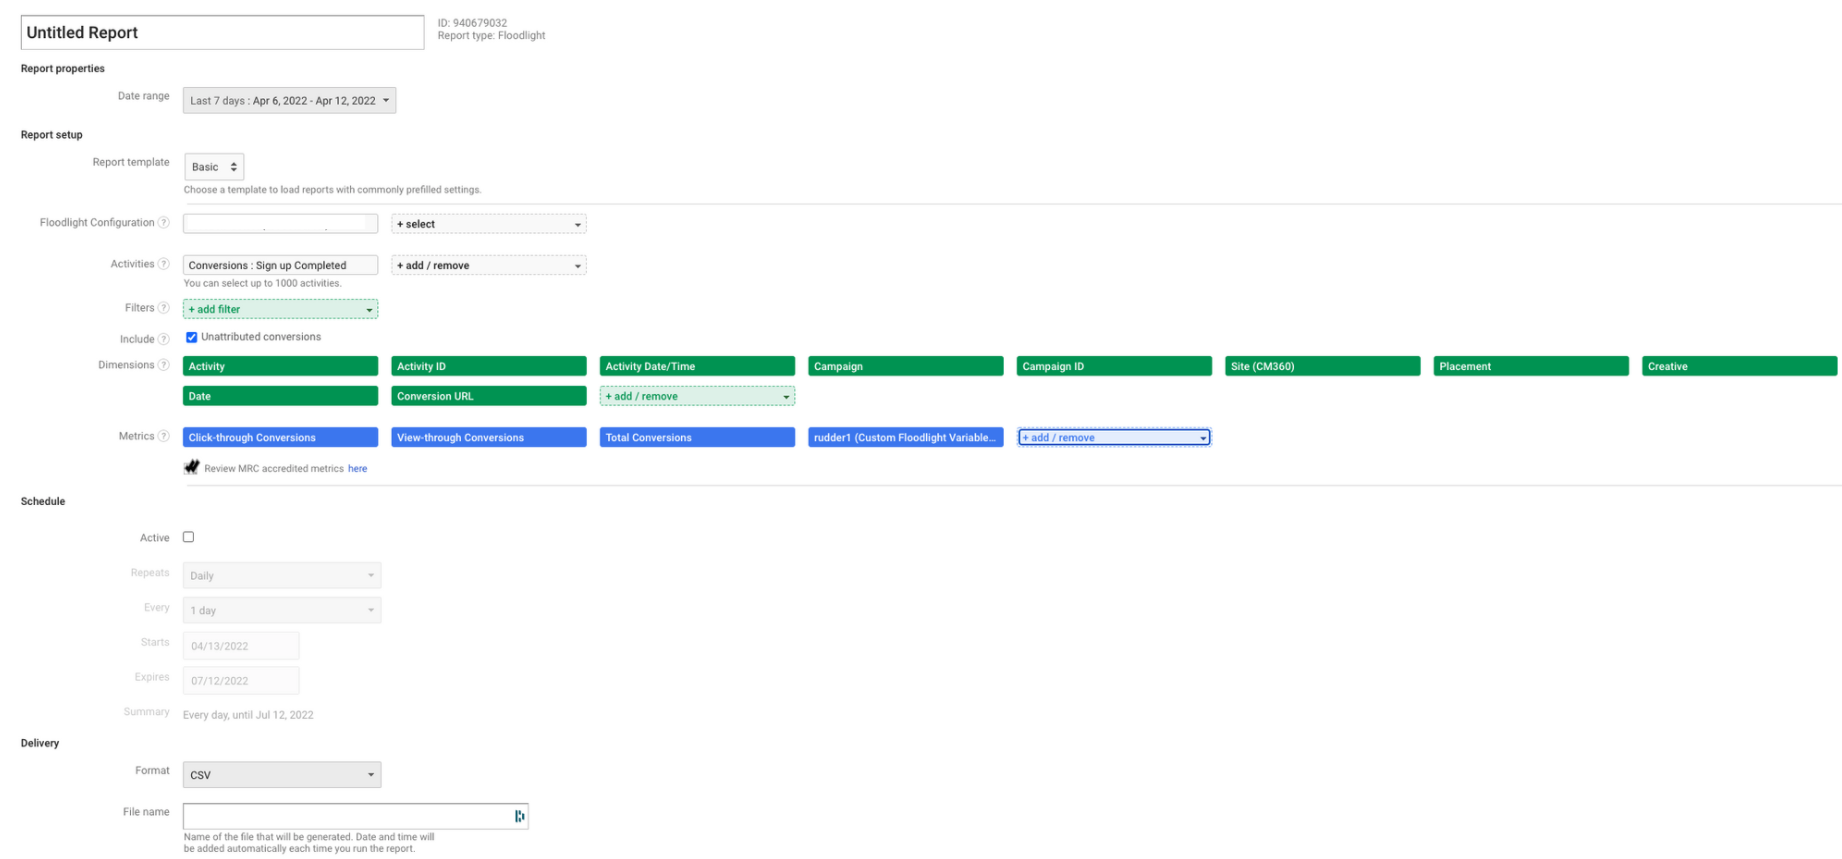 Untitled Report
ID: 940679032
Report type: Floodlight
Report properties
Date range Last 7 days : Apr 6, 2022 - Apr 12, 2022
Report setup
Report template Basic
Choose a template to load reports with commonly prefilled settings.
Floodlight Configuration ? + select
Activities ? Conversions : Sign up Completed + add / remove
You can select up to 1000 activities.
Filters ? + add filter
Include ? Unattributed conversions
Dimensions ? Activity Activity ID Activity Date/Time Campaign Campaign ID Site (CM360) Placement Creative
Date Conversion URL + add / remove
Metrics ? Click-through Conversions View-through Conversions Total Conversions rudder1 (Custom Floodlight Variable... + add / remove
Review MRC accredited metrics here
Schedule
Active
Repeats Daily
Every 1 day
Starts 04/13/2022
Expires 07/12/2022
Summary Every day, until Jul 12, 2022
Delivery
Format CSV
File name
Name of the file that will be generated. Date and time will
be added automatically each time you run the report.